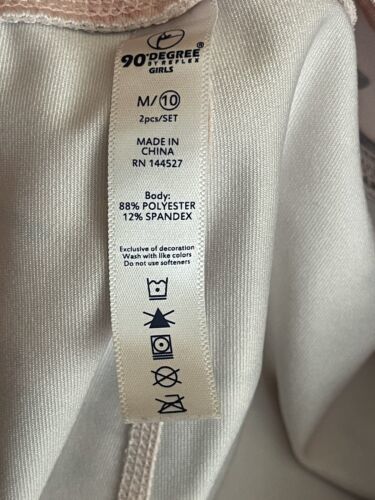 90°DEGREE
BY REFLEX
GIRLS
M/10
2pcs/SET
MADE IN
CHINA
RN 144527
Body:
88% POLYESTER
12% SPANDEX
Exclusive of decoration
Wash with like colors
Do not use softeners